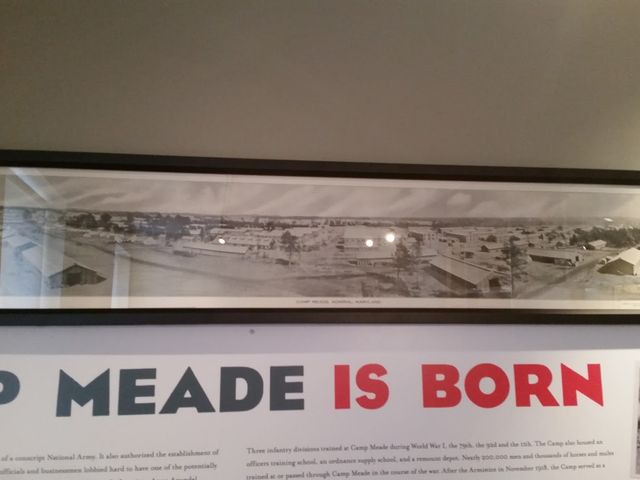 CAMP MEADE, ADMIRAL, MARYLAND.
P MEADE IS BORN
of a conscript National Army. It also authorized the establishment of
officials and businessmen lobbied hard to have one of the potentially
Three infantry divisions trained at Camp Meade during World War I, the 79th, the 92d and the 11th. The Camp also housed an
officers training school, an ordnance supply school, and a remount depot. Nearly 200,000 men and thousands of horses and mules
trained at or passed through Camp Meade in the course of the war. After the Armistice in November 1918, the Camp served as a